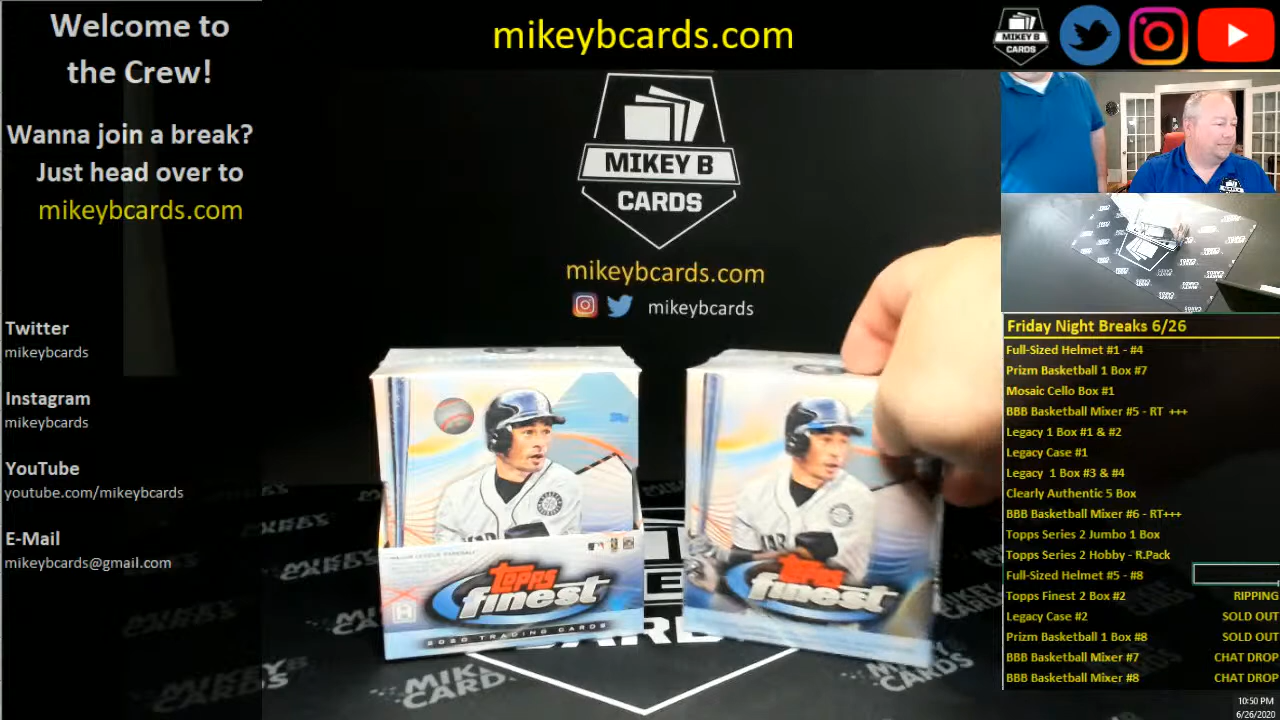 Welcome to
the Crew!
Wanna join a break?
Just head over to
mikeybcards.com
Twitter
mikeybcards
Instagram
mikeybcards
YouTube
youtube.com/mikeybcards
E-Mail
mikeybcards@gmail.com
mikeybcards.com
MIKEY B
CARDS
MIKEY B
CARDS
mikeybcards.com
mikeybcards
TOPPS
finest
2020 TRADING CARDS
TOPPS
finest
Friday Night Breaks 6/26
Full-Sized Helmet #1 - #4
Prizm Basketball 1 Box #7
Mosaic Cello Box #1
BBB Basketball Mixer #5 - RT +++
Legacy 1 Box #1 & #2
Legacy Case #1
Legacy 1 Box #3 & #4
Clearly Authentic 5 Box
BBB Basketball Mixer #6 - RT+++
Topps Series 2 Jumbo 1 Box
Topps Series 2 Hobby - R.Pack
Full-Sized Helmet #5 - #8
Topps Finest 2 Box #2 RIPPING
Legacy Case #2 SOLD OUT
Prizm Basketball 1 Box #8 SOLD OUT
BBB Basketball Mixer #7 CHAT DROP
BBB Basketball Mixer #8 CHAT DROP
10:50 PM
6/26/2020